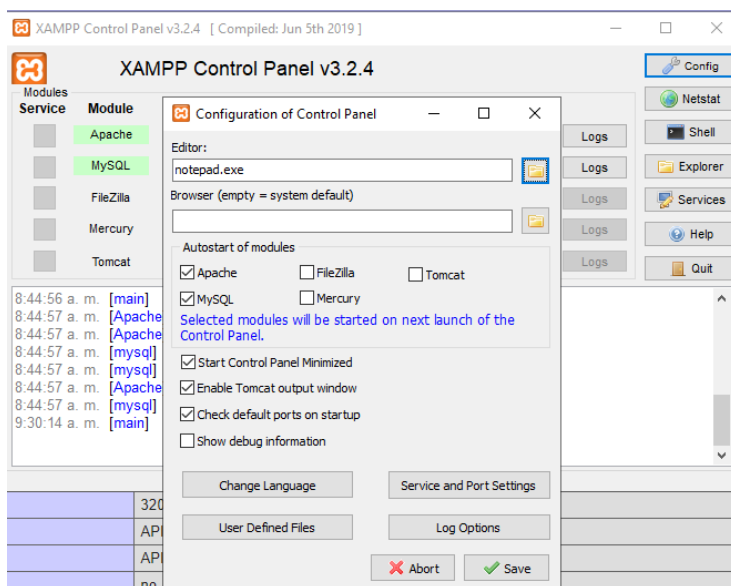 XAMPP Control Panel v3.2.4 [ Compiled: Jun 5th 2019 ]
XAMPP Control Panel v3.2.4
Config
Netstat
Shell
Explorer
Services
Help
Quit
Modules
Service Module
Apache Logs
MySQL Logs
FileZilla Logs
Mercury Logs
Tomcat Logs
Configuration of Control Panel
Editor:
notepad.exe
Browser (empty = system default)
Autostart of modules
Apache FileZilla Tomcat
MySQL Mercury
Selected modules will be started on next launch of the
Control Panel.
Start Control Panel Minimized
Enable Tomcat output window
Check default ports on startup
Show debug information
Change Language Service and Port Settings
User Defined Files Log Options
Abort Save
8:44:56 a. m. [main]
8:44:57 a. m. [Apache
8:44:57 a. m. [Apache
8:44:57 a. m. [mysql]
8:44:57 a. m. [mysql]
8:44:57 a. m. [Apache
8:44:57 a. m. [mysql]
9:30:14 a. m. [main]
320
API
API
no